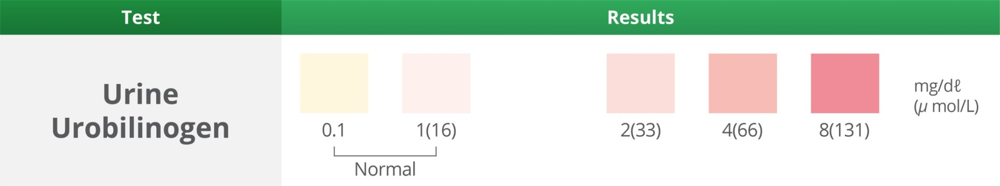 Test
Results
Urine
Urobilinogen
0.1
1(16)
2(33)
4(66)
8(131)
mg/dℓ
(μ mol/L)
Normal